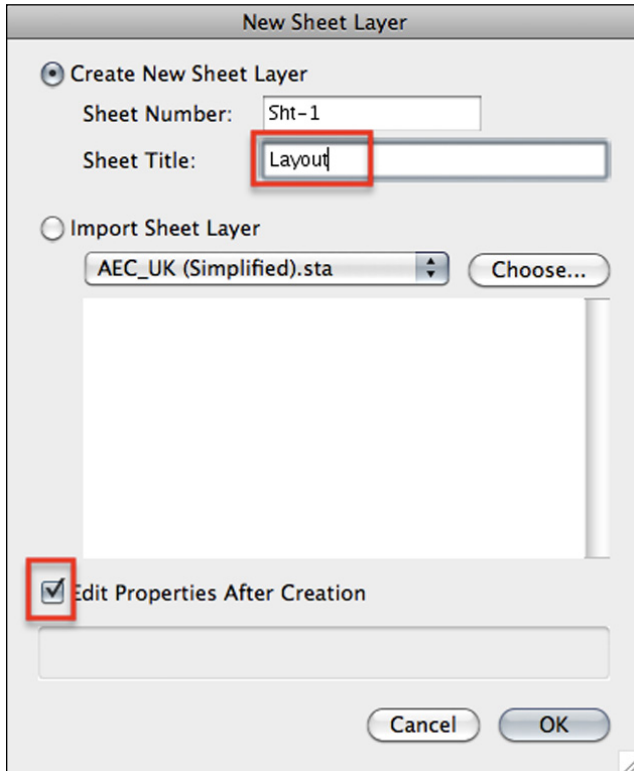 New Sheet Layer
Create New Sheet Layer
Sheet Number: Sht-1
Sheet Title: Layout
Import Sheet Layer
AEC_UK (Simplified).sta Choose...
Edit Properties After Creation
Cancel OK